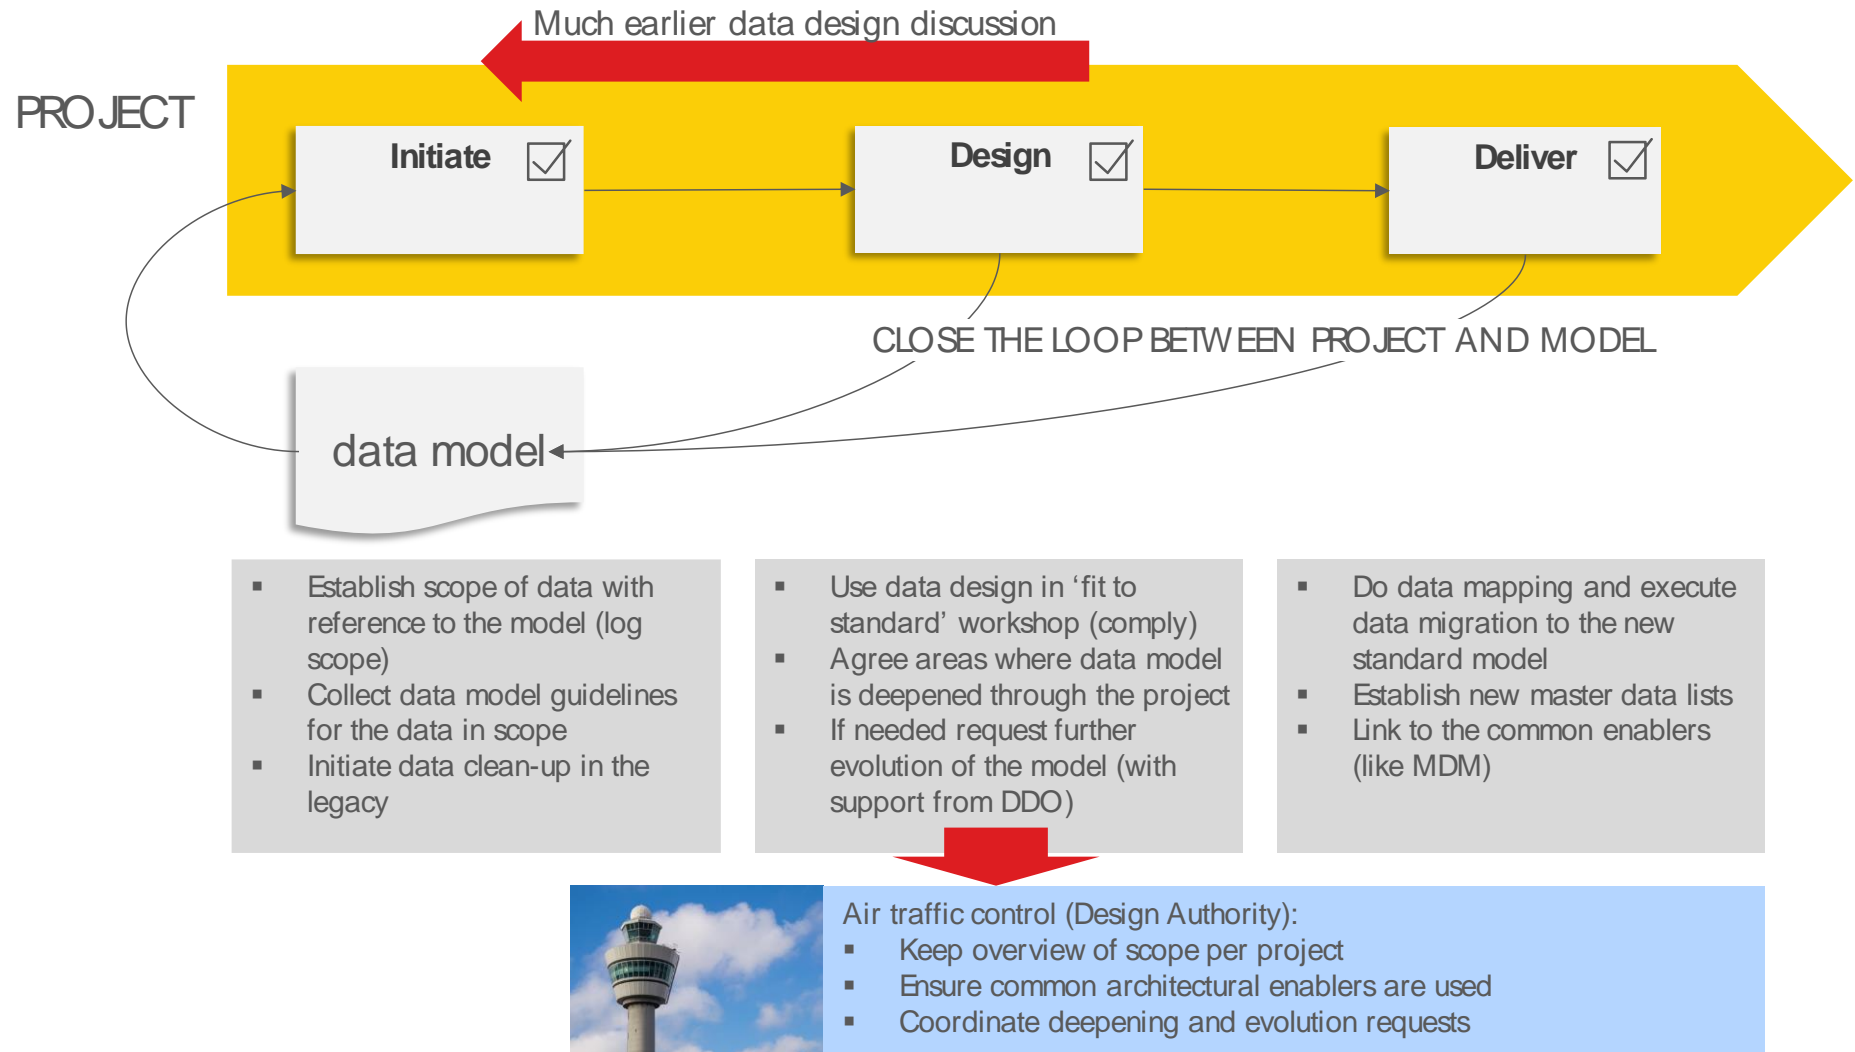 Much earlier data design discussion
PROJECT
Initiate
Design
Deliver
CLOSE THE LOOP BETWEEN PROJECT AND MODEL
data model
▪ Establish scope of data with
reference to the model (log
scope)
▪ Collect data model guidelines
for the data in scope
▪ Initiate data clean-up in the
legacy
▪ Use data design in ‘fit to
standard’ workshop (comply)
▪ Agree areas where data model
is deepened through the project
▪ If needed request further
evolution of the model (with
support from DDO)
▪ Do data mapping and execute
data migration to the new
standard model
▪ Establish new master data lists
▪ Link to the common enablers
(like MDM)
Air traffic control (Design Authority):
▪ Keep overview of scope per project
▪ Ensure common architectural enablers are used
▪ Coordinate deepening and evolution requests